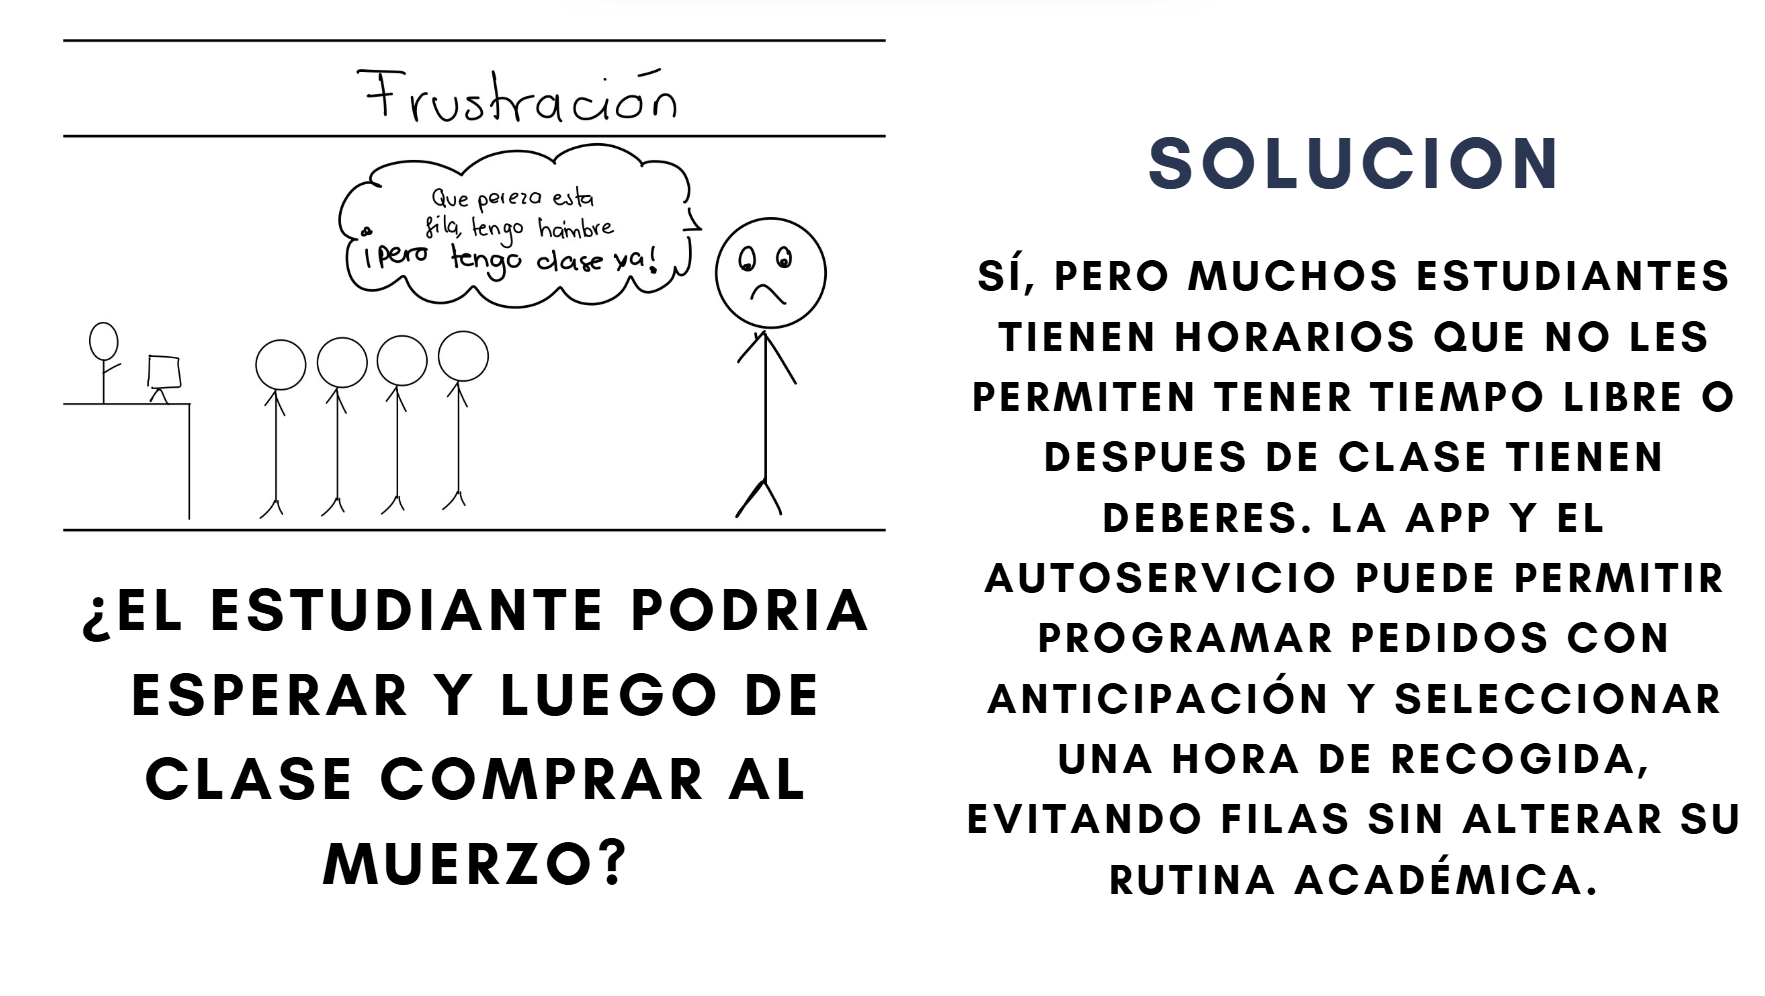 Frustración
Que pereza esta
fila, tengo hambre
¡pero tengo clase ya!
¿EL ESTUDIANTE PODRIA
ESPERAR Y LUEGO DE
CLASE COMPRAR AL
MUERZO?
SOLUCION
SÍ, PERO MUCHOS ESTUDIANTES
TIENEN HORARIOS QUE NO LES
PERMITEN TENER TIEMPO LIBRE O
DESPUES DE CLASE TIENEN
DEBERES. LA APP Y EL
AUTOSERVICIO PUEDE PERMITIR
PROGRAMAR PEDIDOS CON
ANTICIPACIÓN Y SELECCIONAR
UNA HORA DE RECOGIDA,
EVITANDO FILAS SIN ALTERAR SU
RUTINA ACADÉMICA.